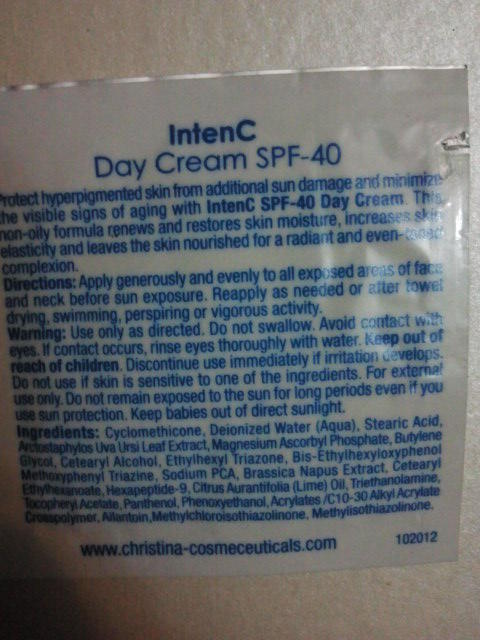 IntenC
Day Cream SPF-40
Protect hyperpigmented skin from additional sun damage and minimize
the visible signs of aging with IntenC SPF-40 Day Cream. This
non-oily formula renews and restores skin moisture, increases skin
elasticity and leaves the skin nourished for a radiant and even-toned
complexion.
Directions: Apply generously and evenly to all exposed areas of face
and neck before sun exposure. Reapply as needed or after towel
drying, swimming, perspiring or vigorous activity.
Warning: Use only as directed. Do not swallow. Avoid contact with
eyes. If contact occurs, rinse eyes thoroughly with water. Keep out of
reach of children. Discontinue use immediately if irritation develops.
Do not use if skin is sensitive to one of the ingredients. For external
use only. Do not remain exposed to the sun for long periods even if you
use sun protection. Keep babies out of direct sunlight.
Ingredients: Cyclomethicone, Deionized Water (Aqua), Stearic Acid,
Arctostaphylos Uva Ursi Leaf Extract, Magnesium Ascorbyl Phosphate, Butylene
Glycol, Cetearyl Alcohol, Ethylhexyl Triazone, Bis-Ethylhexyloxyphenol
Methoxyphenyl Triazine, Sodium PCA, Brassica Napus Extract, Cetearyl
Ethylhexanoate, Hexapeptide-9, Citrus Aurantifolia (Lime) Oil, Triethanolamine,
Tocopheryl Acetate, Panthenol, Phenoxyethanol, Acrylates /C10-30 Alkyl Acrylate
Crosspolymer, Allantoin, Methylchloroisothiazolinone, Methylisothiazolinone.
www.christina-cosmeceuticals.com
102012